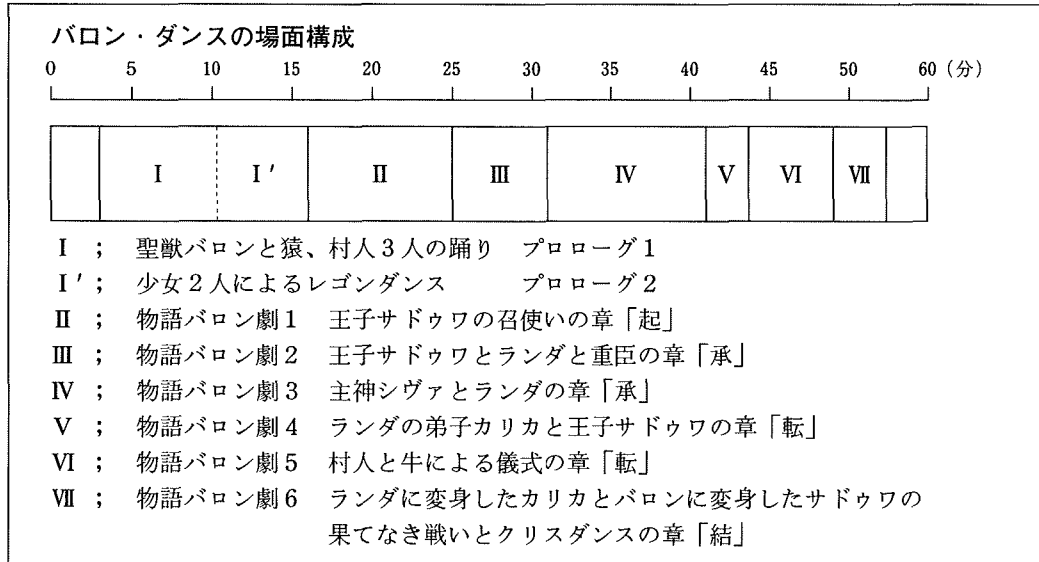 バロン・ダンスの場面構成
0 5 10 15 20 25 30 35 40 45 50 60(分)
Ⅰ Ⅰ′ Ⅱ Ⅲ Ⅳ Ⅴ Ⅵ Ⅶ
Ⅰ ; 聖獣バロンと猿、村人3人の踊り プロローグ1
Ⅰ′; 少女2人によるレゴンダンス プロローグ2
Ⅱ ; 物語バロン劇1 王子サドゥワの召使いの章「起」
Ⅲ ; 物語バロン劇2 王子サドゥワとランダと重臣の章「承」
Ⅳ ; 物語バロン劇3 主神シヴァとランダの章「承」
Ⅴ ; 物語バロン劇4 ランダの弟子カリカと王子サドゥワの章「転」
Ⅵ ; 物語バロン劇5 村人と牛による儀式の章「転」
Ⅶ ; 物語バロン劇6 ランダに変身したカリカとバロンに変身したサドゥワの
果てなき戦いとクリスダンスの章「結」